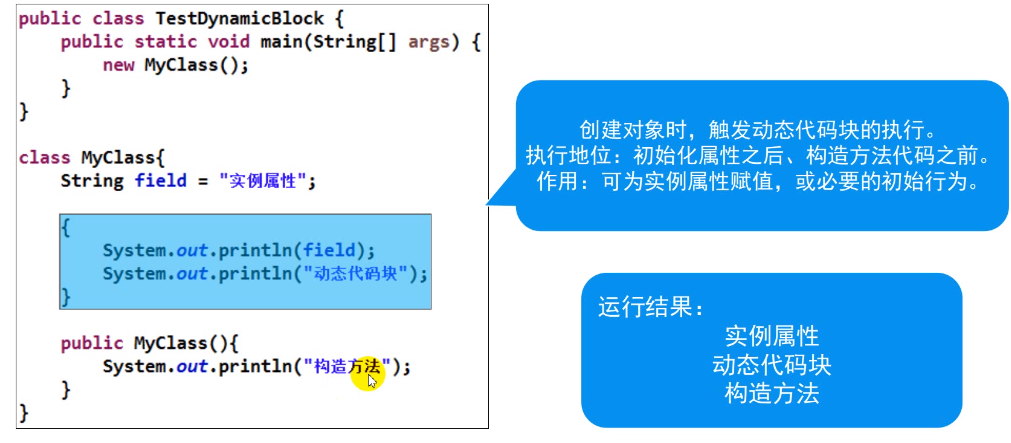 public class TestDynamicBlock {
    public static void main(String[] args) {
        new MyClass();
    }
}
class MyClass{
    String field = "实例属性";
    {
        System.out.println(field);
        System.out.println("动态代码块");
    }
    public MyClass(){
        System.out.println("构造方法");
    }
}
创建对象时，触发动态代码块的执行。
执行地位：初始化属性之后、构造方法代码之前。
作用：可为实例属性赋值，或必要的初始行为。
运行结果：
实例属性
动态代码块
构造方法